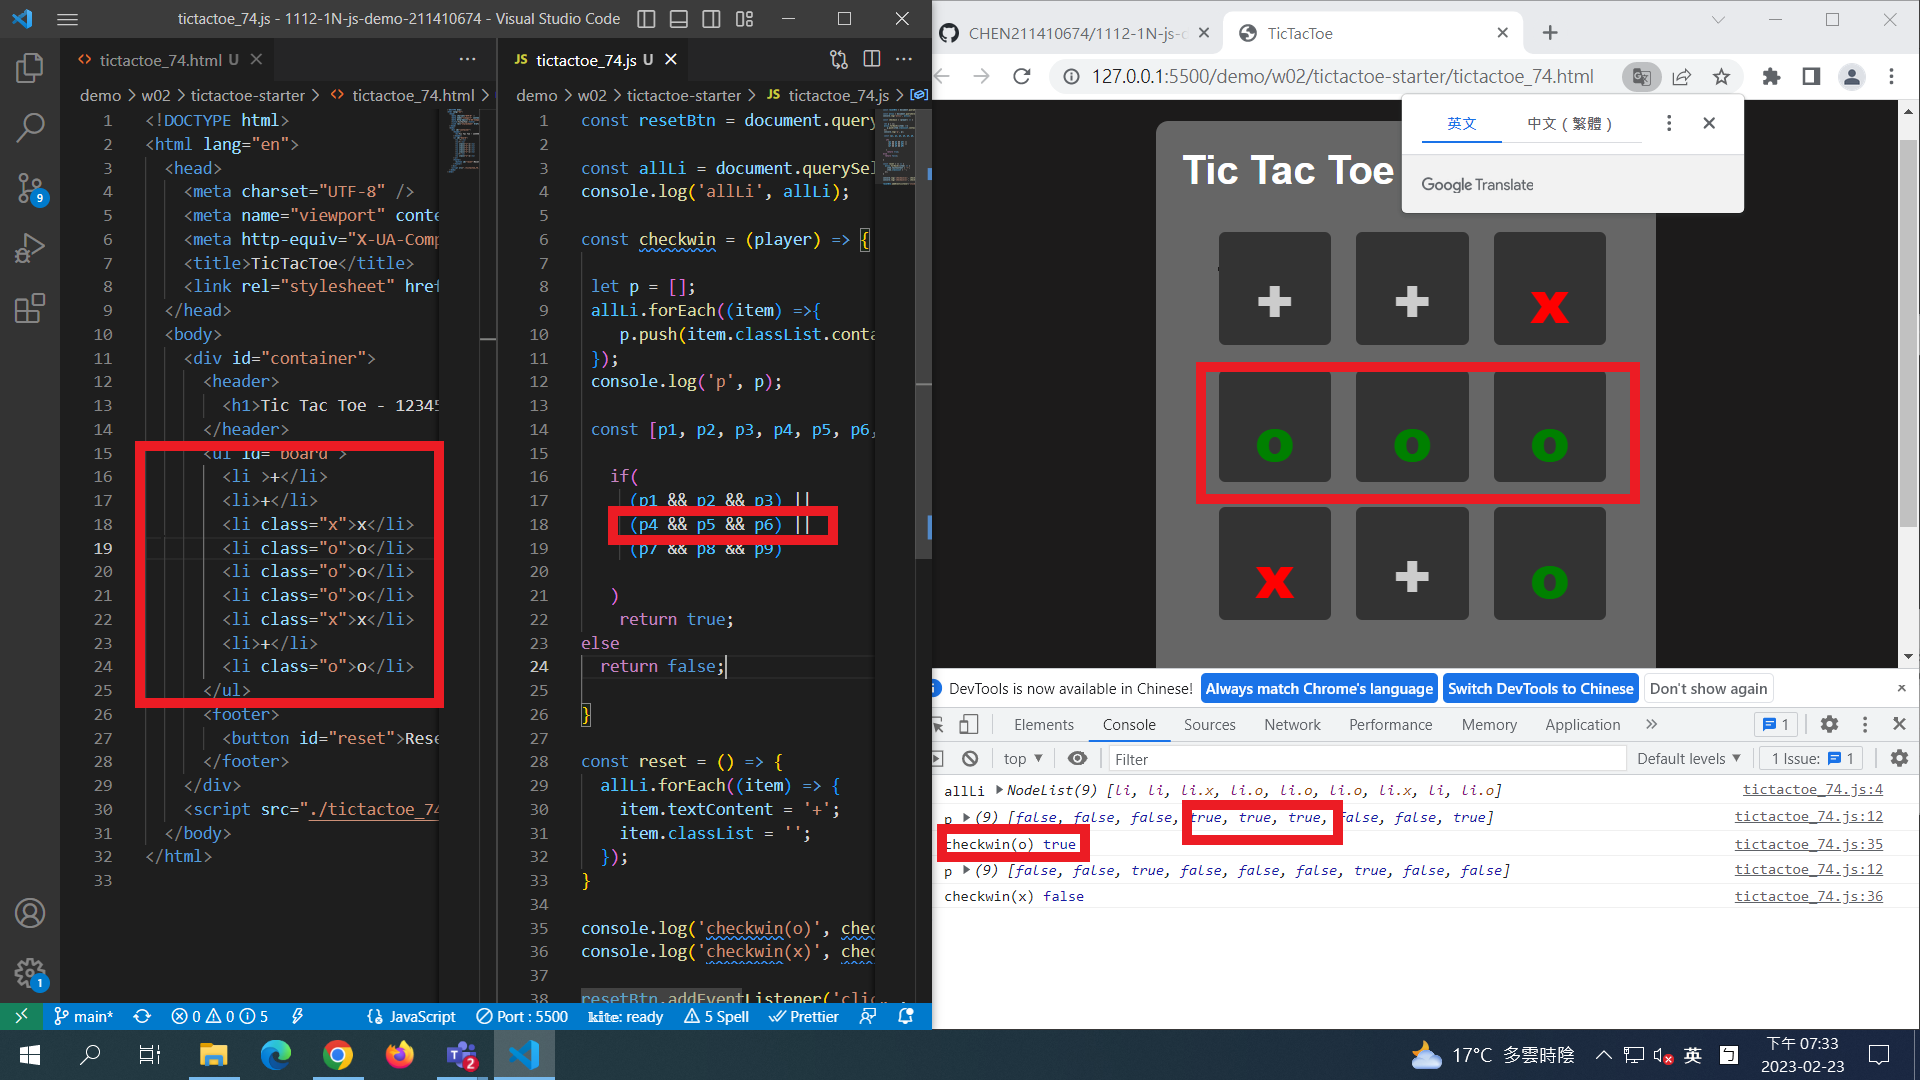 tictactoe_74.js - 1112-1N-js-demo-211410674 - Visual Studio Code
tictactoe_74.html U
demo > w02 > tictactoe-starter > tictactoe_74.html >
1 <!DOCTYPE html>
2 <html lang="en">
3 <head>
4 <meta charset="UTF-8" />
5 <meta name="viewport" conte
6 <meta http-equiv="X-UA-Comp
7 <title>TicTacToe</title>
8 <link rel="stylesheet" href
9 </head>
10 <body>
11 <div id="container">
12 <header>
13 <h1>Tic Tac Toe - 12345
14 </header>
15 <ul id="board">
16 <li >+</li>
17 <li>+</li>
18 <li class="x">x</li>
19 <li class="o">o</li>
20 <li class="o">o</li>
21 <li class="o">o</li>
22 <li class="x">x</li>
23 <li>+</li>
24 <li class="o">o</li>
25 </ul>
26 <footer>
27 <button id="reset">Rese
28 </footer>
29 </div>
30 <script src="./tictactoe_74
31 </body>
32 </html>
33
JS tictactoe_74.js U
demo > w02 > tictactoe-starter > JS tictactoe_74.js >
1 const resetBtn = document.query
2
3 const allLi = document.querySel
4 console.log('allLi', allLi);
5
6 const checkwin = (player) => {
7
8 let p = [];
9 allLi.forEach((item) =>{
10 p.push(item.classList.conta
11 });
12 console.log('p', p);
13
14 const [p1, p2, p3, p4, p5, p6,
15
16 if(
17 (p1 && p2 && p3) ||
18 (p4 && p5 && p6) ||
19 (p7 && p8 && p9)
20
21 )
22 return true;
23 else
24 return false;
25
26 }
27
28 const reset = () => {
29 allLi.forEach((item) => {
30 item.textContent = '+';
31 item.classList = '';
32 });
33 }
34
35 console.log('checkwin(o)', chec
36 console.log('checkwin(x)', chec
37
38 resetBtn.addEventListener('clic
9
1
main*
0 0 5
JavaScript
Port : 5500
kite: ready
5 Spell
Prettier
CHEN211410674/1112-1N-js-d
TicTacToe
127.0.0.1:5500/demo/w02/tictactoe-starter/tictactoe_74.html
英文
中文 ( 繁體 )
Google Translate
Tic Tac Toe
+ + x
o o o
x + o
DevTools is now available in Chinese!
Always match Chrome's language
Switch DevTools to Chinese
Don't show again
Elements Console Sources Network Performance Memory Application » 1
top ▼ Filter Default levels ▼ 1 Issue: 1
allLi ▶ NodeList(9) [li, li, li.x, li.o, li.o, li.o, li.x, li, li.o] tictactoe_74.js:4
p ▶ (9) [false, false, false, true, true, true, false, false, true] tictactoe_74.js:12
checkwin(o) true tictactoe_74.js:35
p ▶ (9) [false, false, true, false, false, false, true, false, false] tictactoe_74.js:12
checkwin(x) false tictactoe_74.js:36
2
17°C 多雲時陰
英
下午 07:33
2023-02-23